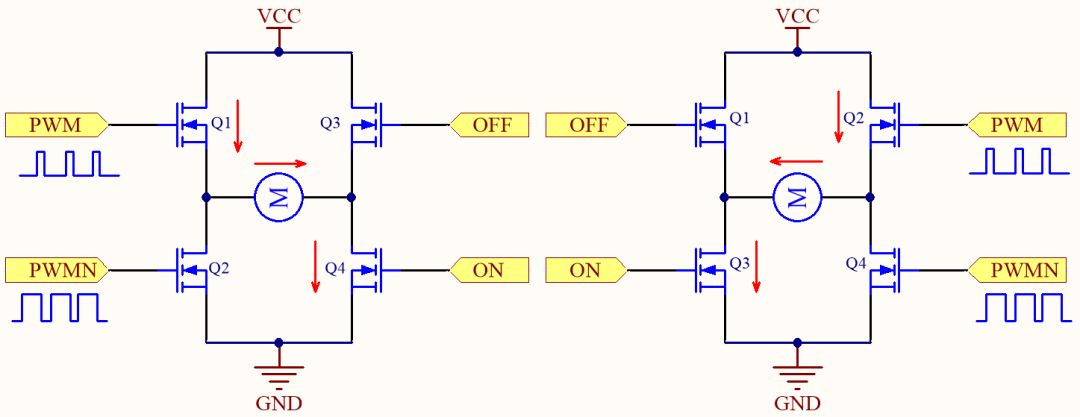 VCC
VCC
PWM
Q1
Q3
OFF
OFF
Q1
Q2
PWM
M
M
PWMN
Q2
Q4
ON
ON
Q3
Q4
PWMN
GND
GND